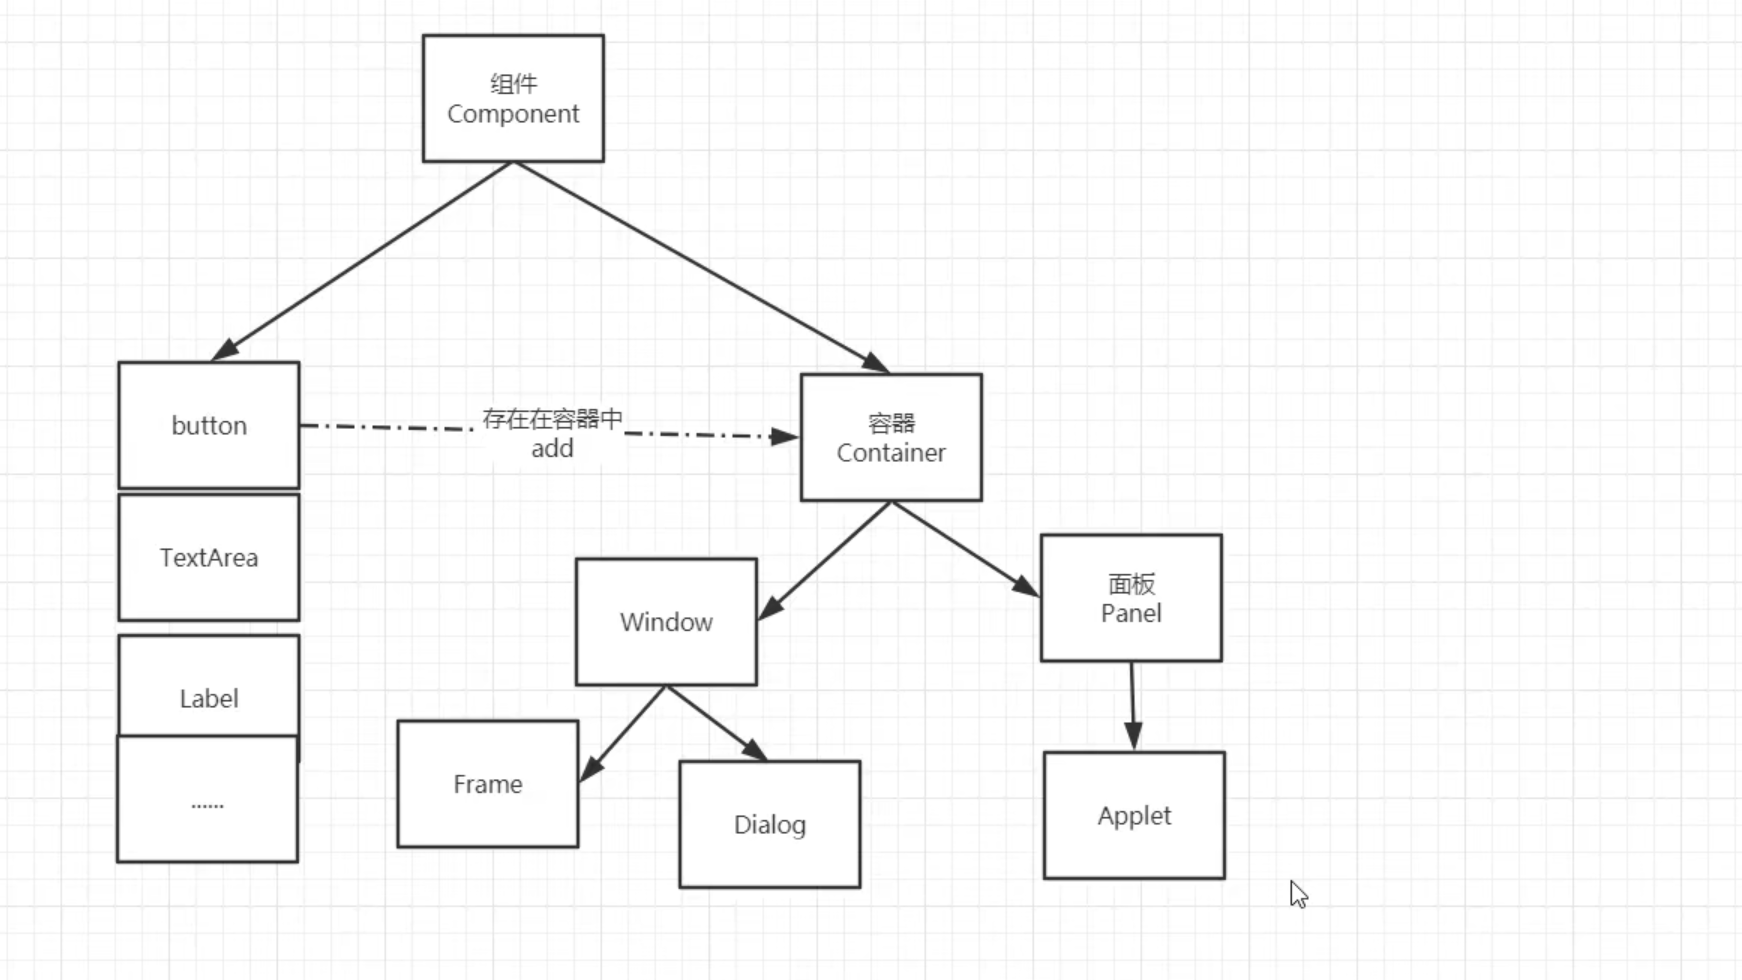 组件
Component
button
存在在容器中
add
容器
Container
TextArea
Window
面板
Panel
Label
Frame
Dialog
Applet
......